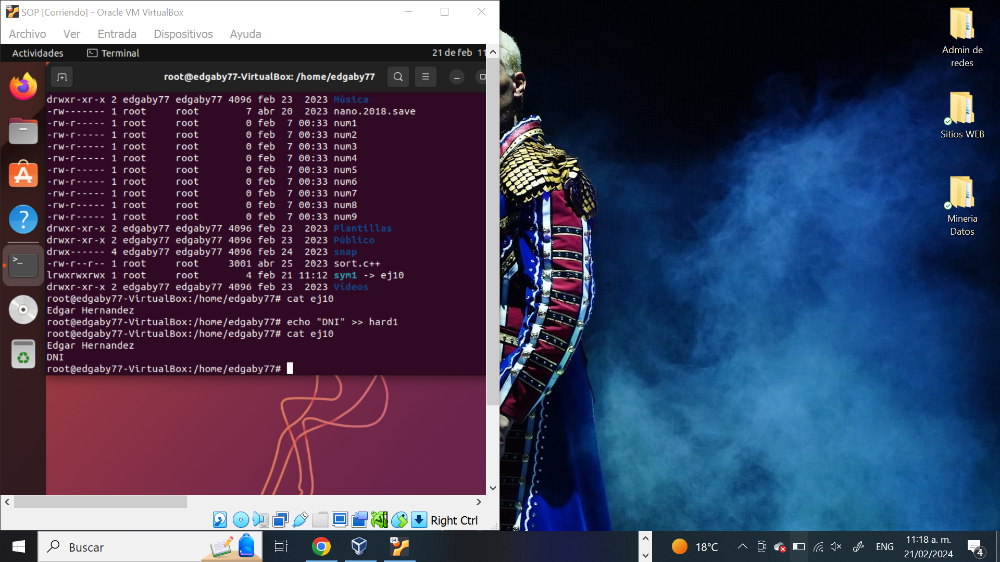 SOP [Corriendo] - Oracle VM VirtualBox
Archivo Ver Entrada Dispositivos Ayuda
Actividades Terminal 21 de feb 11
root@edgaby77-VirtualBox: /home/edgaby77
drwxr-xr-x 2 edgaby77 edgaby77 4096 feb 23 2023 Música
-rw------- 1 root root 7 abr 20 2023 nano.2018.save
-rw-r----- 1 root root 0 feb 7 00:33 num1
-rw-r----- 1 root root 0 feb 7 00:33 num2
-rw-r----- 1 root root 0 feb 7 00:33 num3
-rw-r----- 1 root root 0 feb 7 00:33 num4
-rw-r----- 1 root root 0 feb 7 00:33 num5
-rw-r----- 1 root root 0 feb 7 00:33 num6
-rw-r----- 1 root root 0 feb 7 00:33 num7
-rw-r----- 1 root root 0 feb 7 00:33 num8
-rw-r----- 1 root root 0 feb 7 00:33 num9
drwxr-xr-x 2 edgaby77 edgaby77 4096 feb 23 2023 Plantillas
drwxr-xr-x 2 edgaby77 edgaby77 4096 feb 23 2023 Público
drwx------ 4 edgaby77 edgaby77 4096 feb 24 2023 snap
-rw-r--r-- 1 root root 3001 abr 25 2023 sort.c++
lrwxrwxrwx 1 root root 4 feb 21 11:12 sym1 -> ej10
drwxr-xr-x 2 edgaby77 edgaby77 4096 feb 23 2023 Vídeos
root@edgaby77-VirtualBox:/home/edgaby77# cat ej10
Edgar Hernandez
root@edgaby77-VirtualBox:/home/edgaby77# echo "DNI" >> hard1
root@edgaby77-VirtualBox:/home/edgaby77# cat ej10
Edgar Hernandez
DNI
root@edgaby77-VirtualBox:/home/edgaby77#
Right Ctrl
Admin de
redes
Sitios WEB
Mineria
Datos
Buscar
64
18°C
ENG
11:18 a. m.
21/02/2024
4